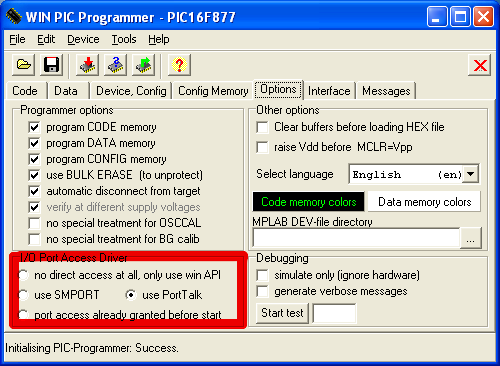 WIN PIC Programmer - PIC16F877
File Edit Device Tools Help
?
Code Data Device, Config Config Memory Options Interface Messages
Programmer options
program CODE memory
program DATA memory
program CONFIG memory
use BULK ERASE (to unprotect)
automatic disconnect from target
verify at different supply voltages
no special treatment for OSCCAL
no special treatment for BG calib
I/O Port Access Driver
no direct access at all, only use win API
use SMPORT use PortTalk
port access already granted before start
Other options
Clear buffers before loading HEX file
raise Vdd before MCLR=Vpp
Select language English (en)
Code memory colors Data memory colors
MPLAB DEV-file directory
...
Debugging
simulate only (ignore hardware)
generate verbose messages
Start test
Initialising PIC-Programmer: Success.